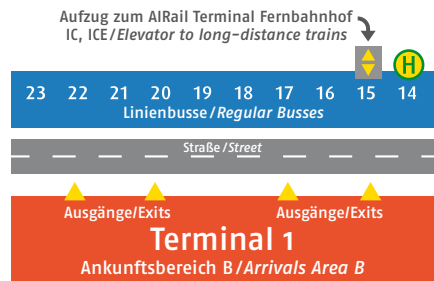 Aufzug zum AIRail Terminal Fernbahnhof
IC, ICE/Elevator to long-distance trains
H
23 22 21 20 19 18 17 16 15 14
Linienbusse/Regular Busses
Straße/Street
Ausgänge/Exits Ausgänge/Exits
Terminal 1
Ankunftsbereich B/Arrivals Area B